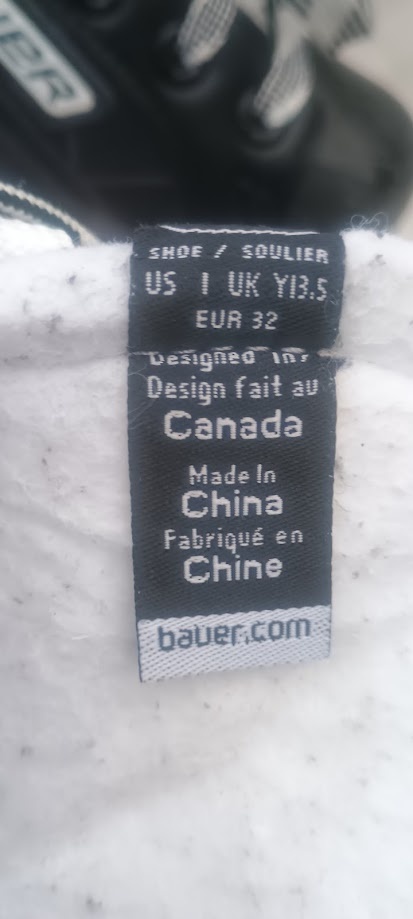 SHOE / SOULIER
US 1 UK Y13.5
EUR 32
Designed In/
Design fait au
Canada
Made In
China
Fabriqué en
Chine
bauer.com